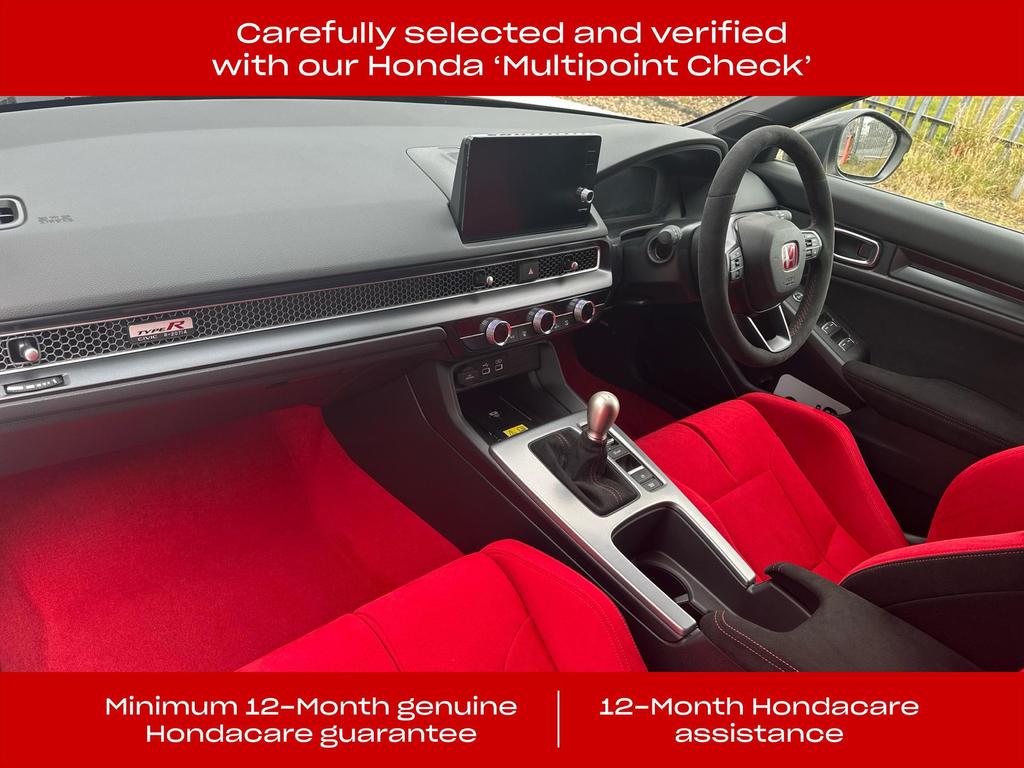 Carefully selected and verified
with our Honda ‘Multipoint Check’
TYPE R
CIVIC
Minimum 12-Month genuine
Hondacare guarantee
12-Month Hondacare
assistance